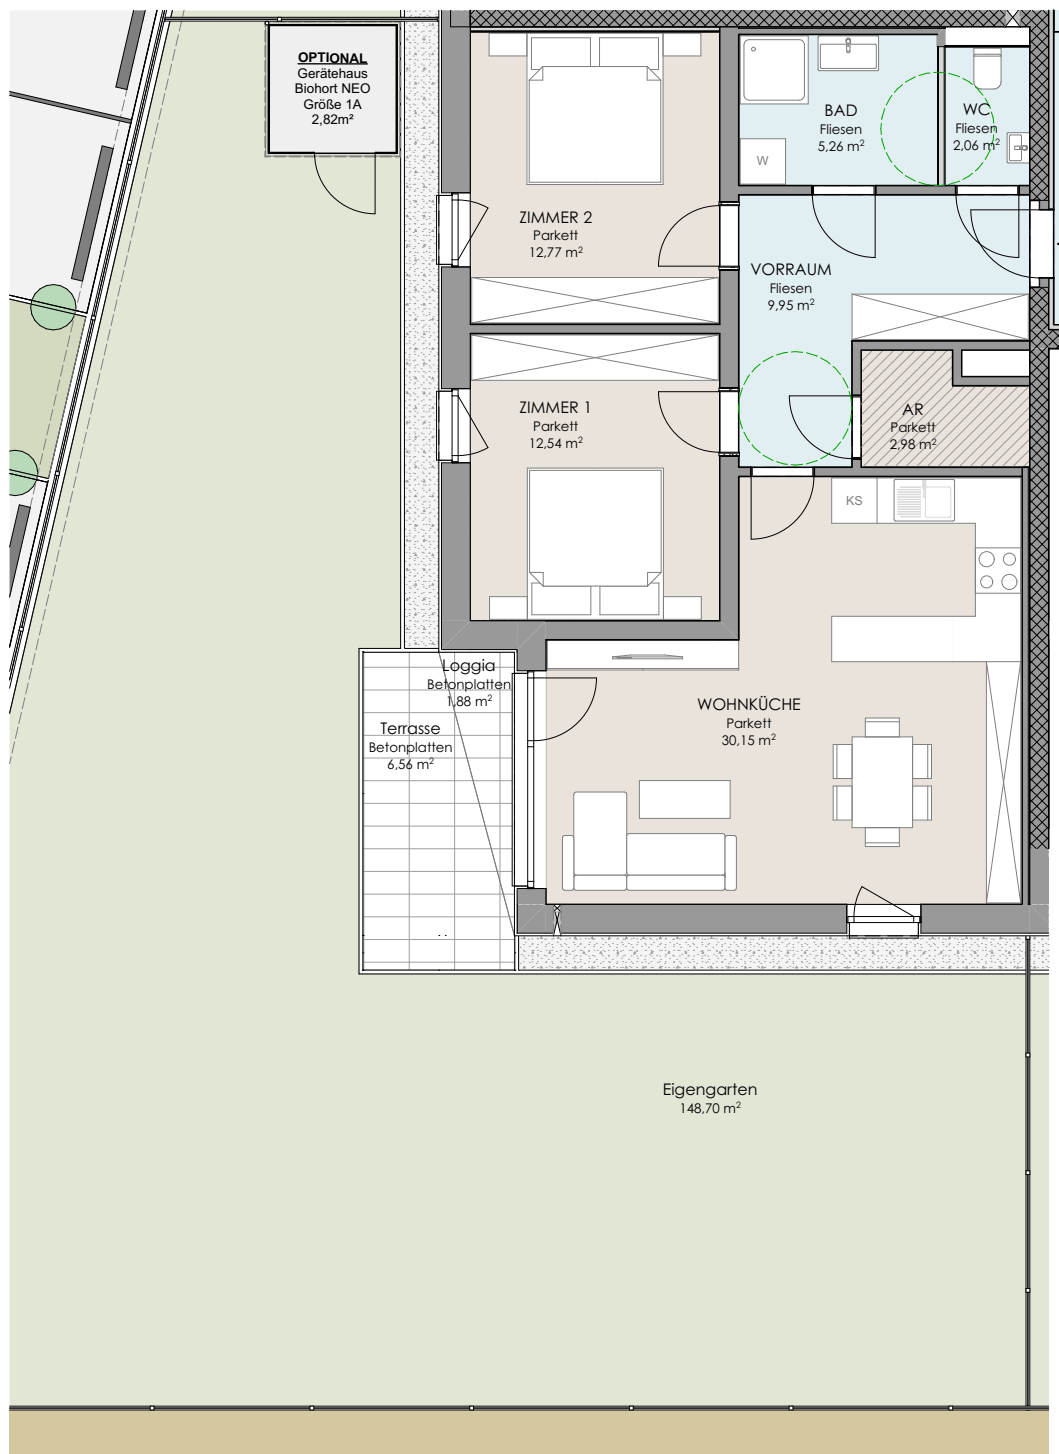 OPTIONAL
Gerätehaus
Biohort NEO
Größe 1A
2,82m²
BAD
Fliesen
5,26 m²
WC
Fliesen
2,06 m²
W
ZIMMER 2
Parkett
12,77 m²
VORRAUM
Fliesen
9,95 m²
ZIMMER 1
Parkett
12,54 m²
AR
Parkett
2,98 m²
KS
Loggia
Betonplatten
1,88 m²
Terrasse
Betonplatten
6,56 m²
WOHNKÜCHE
Parkett
30,15 m²
Eigengarten
148,70 m²